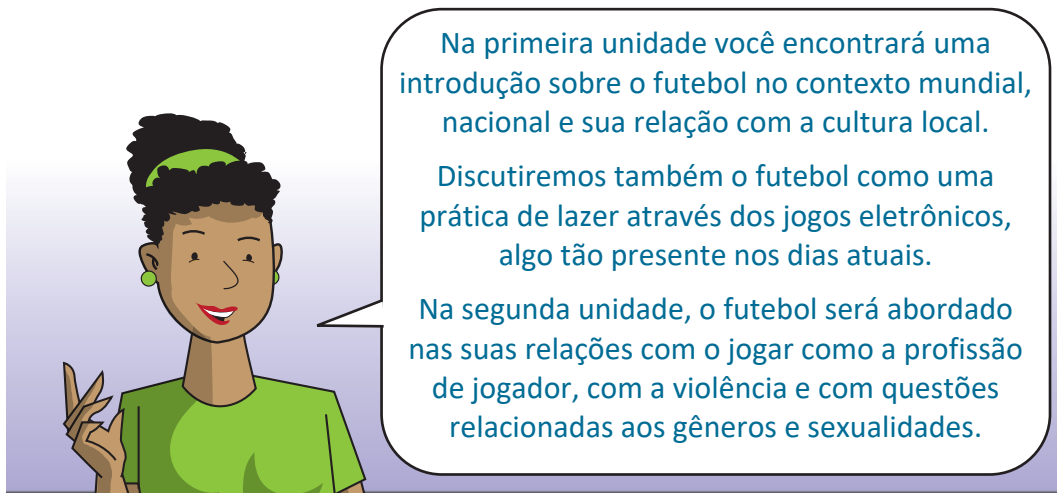 Na primeira unidade você encontrará uma
introdução sobre o futebol no contexto mundial,
nacional e sua relação com a cultura local.
Discutiremos também o futebol como uma
prática de lazer através dos jogos eletrônicos,
algo tão presente nos dias atuais.
Na segunda unidade, o futebol será abordado
nas suas relações com o jogar como a profissão
de jogador, com a violência e com questões
relacionadas aos gêneros e sexualidades.